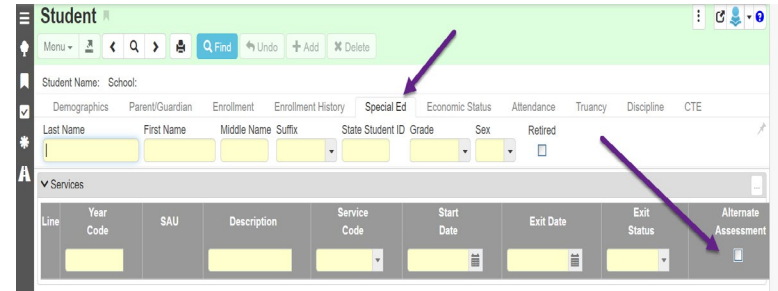 Student
Menu Find Undo Add Delete
Student Name: School:
Demographics Parent/Guardian Enrollment Enrollment History Special Ed Economic Status Attendance Truancy Discipline CTE
Last Name First Name Middle Name Suffix State Student ID Grade Sex Retired
Services
Line Year Code SAU Description Service Code Start Date Exit Date Exit Status Alternate Assessment